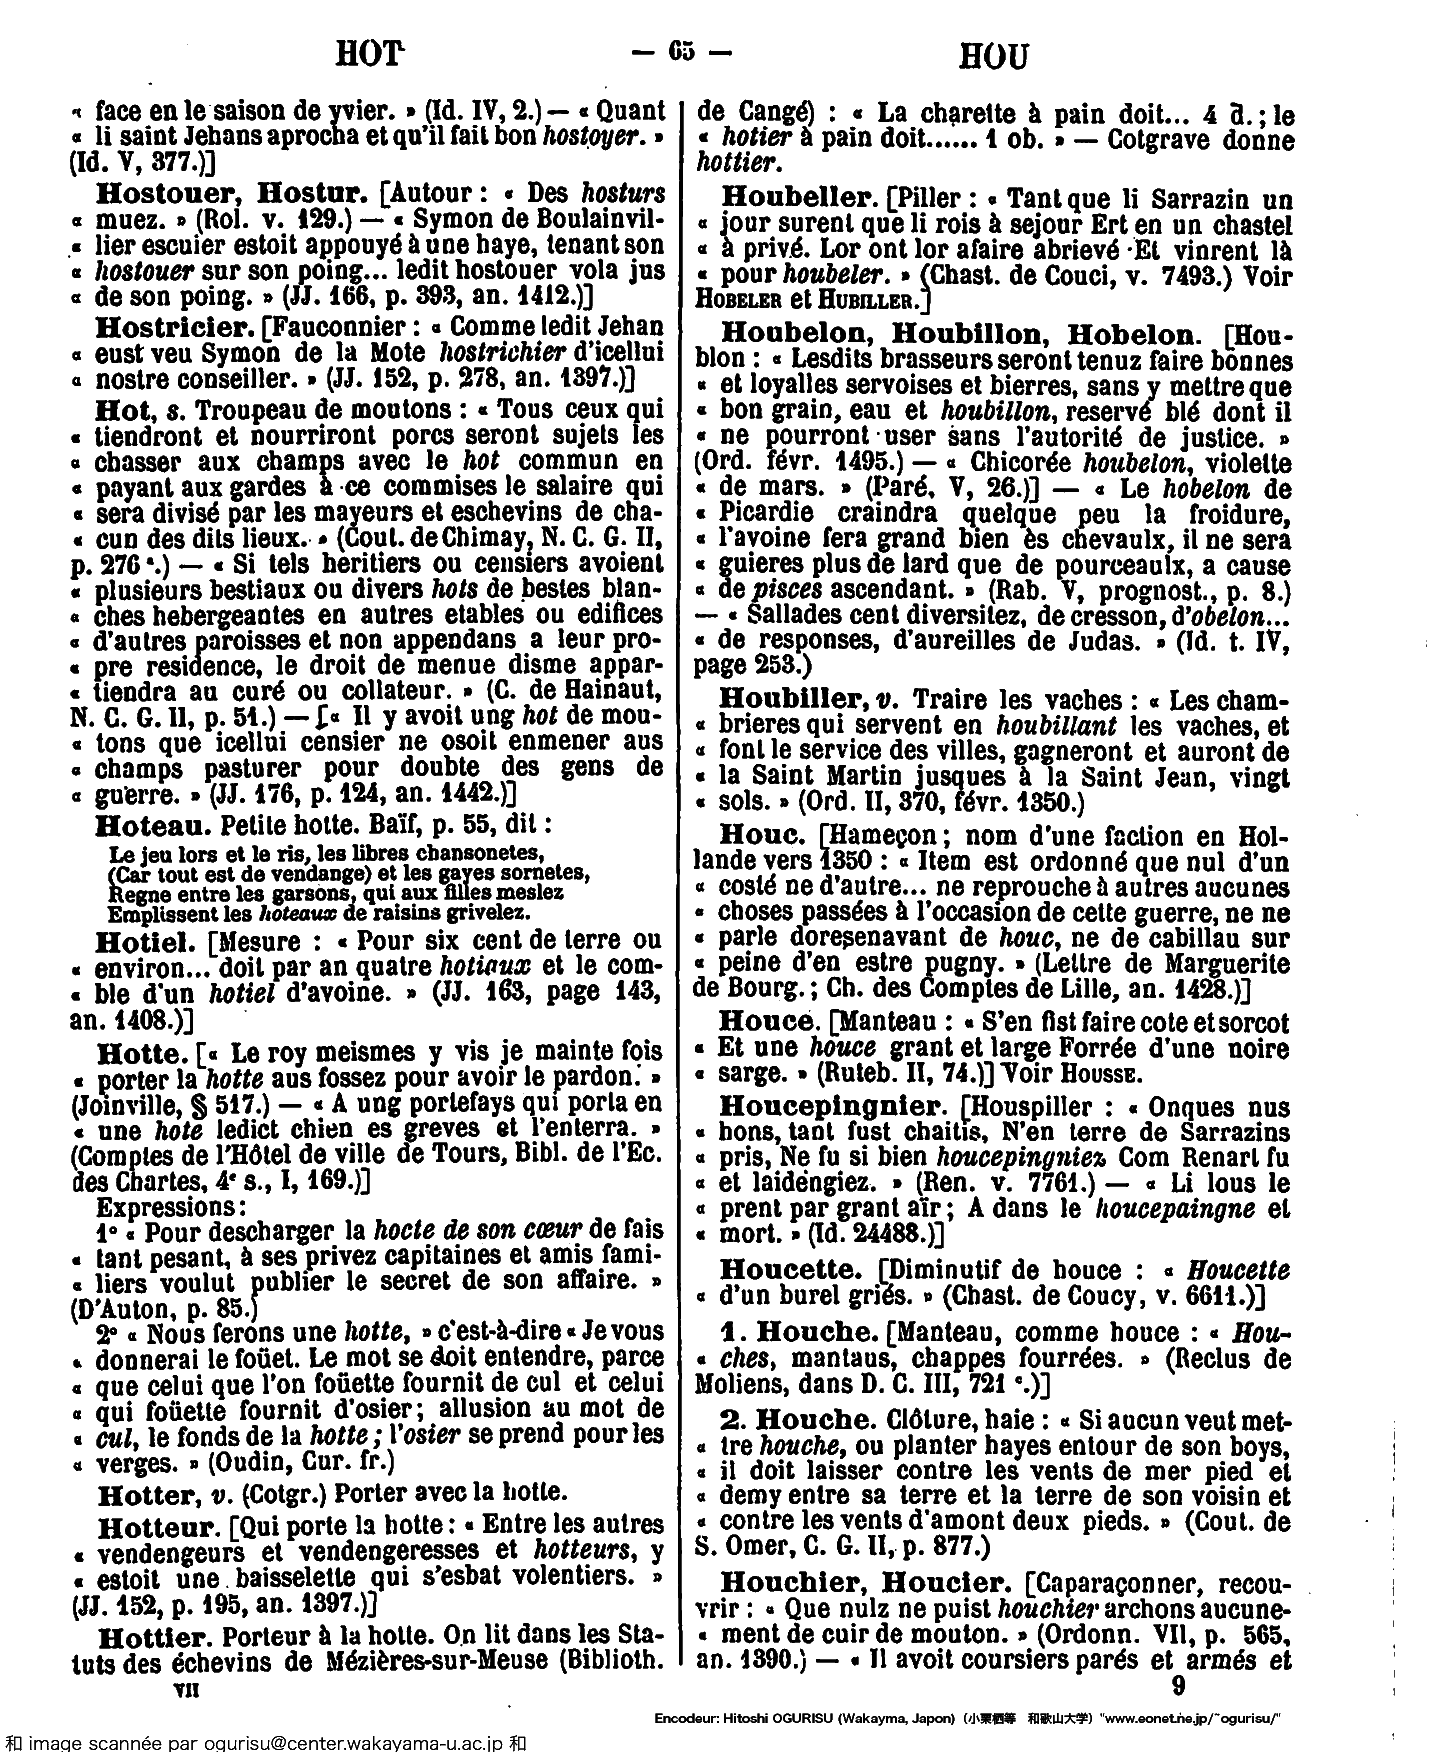 HOT — 65 — HOU
« face en le saison de yvier. » (Id. IV, 2.) — « Quant
« li saint Jehans aprocha et qu'il fait bon hostoyer. »
(Id. V, 377.)]
Hostouer, Hostur. [Autour : « Des hosturs
« muez. » (Rol. v. 129.) — « Symon de Boulainvil-
« lier escuier estoit appouyé à une haye, tenant son
« hostouer sur son poing... ledit hostouer vola jus
« de son poing. » (JJ. 166, p. 393, an. 1412.)]
Hostricier. [Fauconnier : « Comme ledit Jehan
« eust veu Symon de la Mote hostrichier d'icellui
« nostre conseiller. » (JJ. 152, p. 278, an. 1397.)]
Hot, s. Troupeau de moutons : « Tous ceux qui
« tiendront et nourriront porcs seront sujets les
« chasser aux champs avec le hot commun en
« payant aux gardes à ce commises le salaire qui
« sera divisé par les mayeurs et eschevins de cha-
« cun des dits lieux. » (Cout. de Chimay, N. C. G. II,
p. 276 ª.) — « Si tels heritiers ou censiers avoient
« plusieurs bestiaux ou divers hots de bestes blan-
« ches hebergeantes en autres etables ou edifices
« d'autres paroisses et non appendans a leur pro-
« pre residence, le droit de menue disme appar-
« tiendra au curé ou collateur. » (C. de Hainaut,
N. C. G. II, p. 51.) — [« Il y avoit ung hot de mou-
« tons que icellui censier ne osoit enmener aus
« champs pasturer pour doubte des gens de
« guerre. » (JJ. 176, p. 124, an. 1442.)]
Hoteau. Petite hotte. Baïf, p. 55, dit :
Le jeu lors et le ris, les libres chansonetes,
(Car tout est de vendange) et les gayes sornetes,
Regne entre les garsons, qui aux filles meslez
Emplissent les hoteaux de raisins grivelez.
Hotiel. [Mesure : « Pour six cent de terre ou
« environ... doit par an quatre hotiaux et le com-
« ble d'un hotiel d'avoine. » (JJ. 163, page 143,
an. 1408.)]
Hotte. [« Le roy meismes y vis je mainte fois
« porter la hotte aus fossez pour avoir le pardon. »
(Joinville, § 517.) — « A ung portefays qui porta en
« une hote ledict chien es greves et l'enterra. »
(Comptes de l'Hôtel de ville de Tours, Bibl. de l'Ec.
des Chartes, 4e s., I, 169.)]
Expressions :
1° « Pour descharger la hocte de son cœur de fais
« tant pesant, à ses privez capitaines et amis fami-
« liers voulut publier le secret de son affaire. »
(D'Auton, p. 85.)
2° « Nous ferons une hotte, » c'est-à-dire « Je vous
« donnerai le foüet. Le mot se doit entendre, parce
« que celui que l'on foüette fournit de cul et celui
« qui foüette fournit d'osier ; allusion au mot de
« cul, le fonds de la hotte ; l'osier se prend pour les
« verges. » (Oudin, Cur. fr.)
Hotter, v. (Cotgr.) Porter avec la hotte.
Hotteur. [Qui porte la hotte : « Entre les autres
« vendengeurs et vendengeresses et hotteurs, y
« estoit une baisselette qui s'esbat volentiers. »
(JJ. 152, p. 195, an. 1397.)]
Hottier. Porteur à la hotte. On lit dans les Sta-
tuts des échevins de Mézières-sur-Meuse (Biblioth.
VII
de Cangé) : « La charette à pain doit... 4 d. ; le
« hotier à pain doit...... 1 ob. » — Cotgrave donne
hottier.
Houbeller. [Piller : « Tant que li Sarrazin un
« jour surent que li rois à sejour Ert en un chastel
« à privé. Lor ont lor afaire abrievé Et vinrent là
« pour houbeler. » (Chast. de Couci, v. 7493.) Voir
HOBELER et HUBILLER.]
Houbelon, Houbillon, Hobelon. [Hou-
blon : « Lesdits brasseurs seront tenuz faire bonnes
« et loyalles servoises et bierres, sans y mettre que
« bon grain, eau et houbillon, reservé blé dont il
« ne pourront user sans l'autorité de justice. »
(Ord. févr. 1495.) — « Chicorée houbelon, violette
« de mars. » (Paré, V, 26.)] — « Le hobelon de
« Picardie craindra quelque peu la froidure,
« l'avoine fera grand bien ès chevaulx, il ne sera
« guieres plus de lard que de pourceaulx, a cause
« de pisces ascendant. » (Rab. V, prognost., p. 8.)
— « Sallades cent diversitez, de cresson, d'obelon...
« de responses, d'aureilles de Judas. » (Id. t. IV,
page 253.)
Houbiller, v. Traire les vaches : « Les cham-
« brieres qui servent en houbillant les vaches, et
« font le service des villes, gagneront et auront de
« la Saint Martin jusques à la Saint Jean, vingt
« sols. » (Ord. II, 370, févr. 1350.)
Houc. [Hameçon ; nom d'une faction en Hol-
lande vers 1350 : « Item est ordonné que nul d'un
« costé ne d'autre... ne reprouche à autres aucunes
« choses passées à l'occasion de cette guerre, ne ne
« parle doresenavant de houc, ne de cabillau sur
« peine d'en estre pugny. » (Lettre de Marguerite
de Bourg. ; Ch. des Comptes de Lille, an. 1428.)]
Houce. [Manteau : « S'en fist faire cote et sorcot
« Et une houce grant et large Forrée d'une noire
« sarge. » (Ruteb. II, 74.)] Voir HOUSSE.
Houcepingnier. [Houspiller : « Onques nus
« hons, tant fust chaitis, N'en terre de Sarrazins
« pris, Ne fu si bien houcepingniez Com Renart fu
« et laidengiez. » (Ren. v. 7761.) — « Li lous le
« prent par grant aïr ; A dans le houcepaingne et
« mort. » (Id. 24488.)]
Houcette. [Diminutif de houce : « Houcette
« d'un burel griés. » (Chast. de Coucy, v. 6611.)]
1. Houche. [Manteau, comme houce : « Hou-
« ches, mantaus, chappes fourrées. » (Reclus de
Moliens, dans D. C. III, 721 c.)]
2. Houche. Clôture, haie : « Si aucun veut met-
« tre houche, ou planter hayes entour de son boys,
« il doit laisser contre les vents de mer pied et
« demy entre sa terre et la terre de son voisin et
« contre les vents d'amont deux pieds. » (Cout. de
S. Omer, C. G. II, p. 877.)
Houchier, Houcier. [Caparaçonner, recou-
vrir : « Que nulz ne puist houchier archons aucune-
« ment de cuir de mouton. » (Ordonn. VII, p. 565,
an. 1390.) — « Il avoit coursiers parés et armés et
9
Encodeur: Hitoshi OGURISU (Wakayma, Japon) (小栗栖等 和歌山大学) "www.eonet.ne.jp/~ogurisu/"
和 image scannée par ogurisu@center.wakayama-u.ac.jp 和